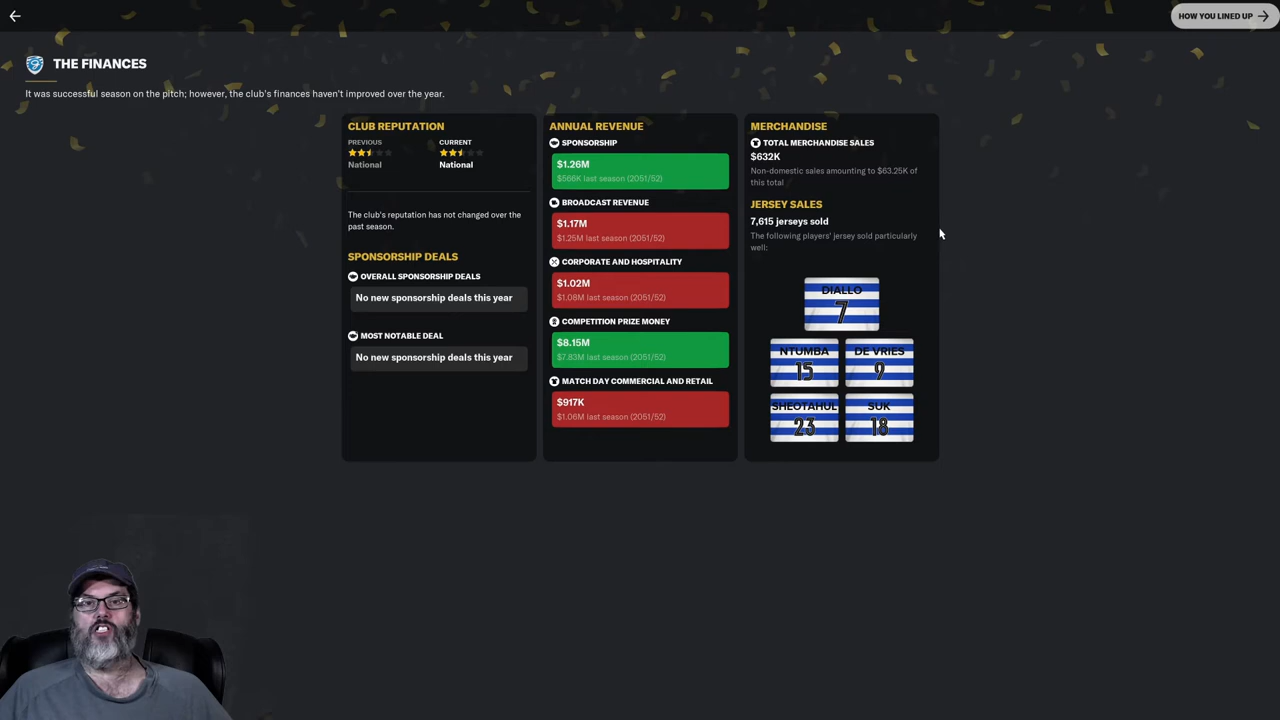 HOW YOU LINED UP
THE FINANCES
It was successful season on the pitch; however, the club's finances haven't improved over the year.
CLUB REPUTATION
PREVIOUS
CURRENT
National
National
The club's reputation has not changed over the
past season.
SPONSORSHIP DEALS
OVERALL SPONSORSHIP DEALS
No new sponsorship deals this year
MOST NOTABLE DEAL
No new sponsorship deals this year
ANNUAL REVENUE
SPONSORSHIP
$1.26M
$566K last season (2051/52)
BROADCAST REVENUE
$1.17M
$1.25M last season (2051/52)
CORPORATE AND HOSPITALITY
$1.02M
$1.08M last season (2051/52)
COMPETITION PRIZE MONEY
$8.15M
$7.83M last season (2051/52)
MATCH DAY COMMERCIAL AND RETAIL
$917K
$1.06M last season (2051/52)
MERCHANDISE
TOTAL MERCHANDISE SALES
$632K
Non-domestic sales amounting to $63.25K of
this total
JERSEY SALES
7,615 jerseys sold
The following players' jersey sold particularly
well:
DIALLO
7
NTUMBA
15
DE VRIES
9
SHEOTAHUL
23
SUK
18